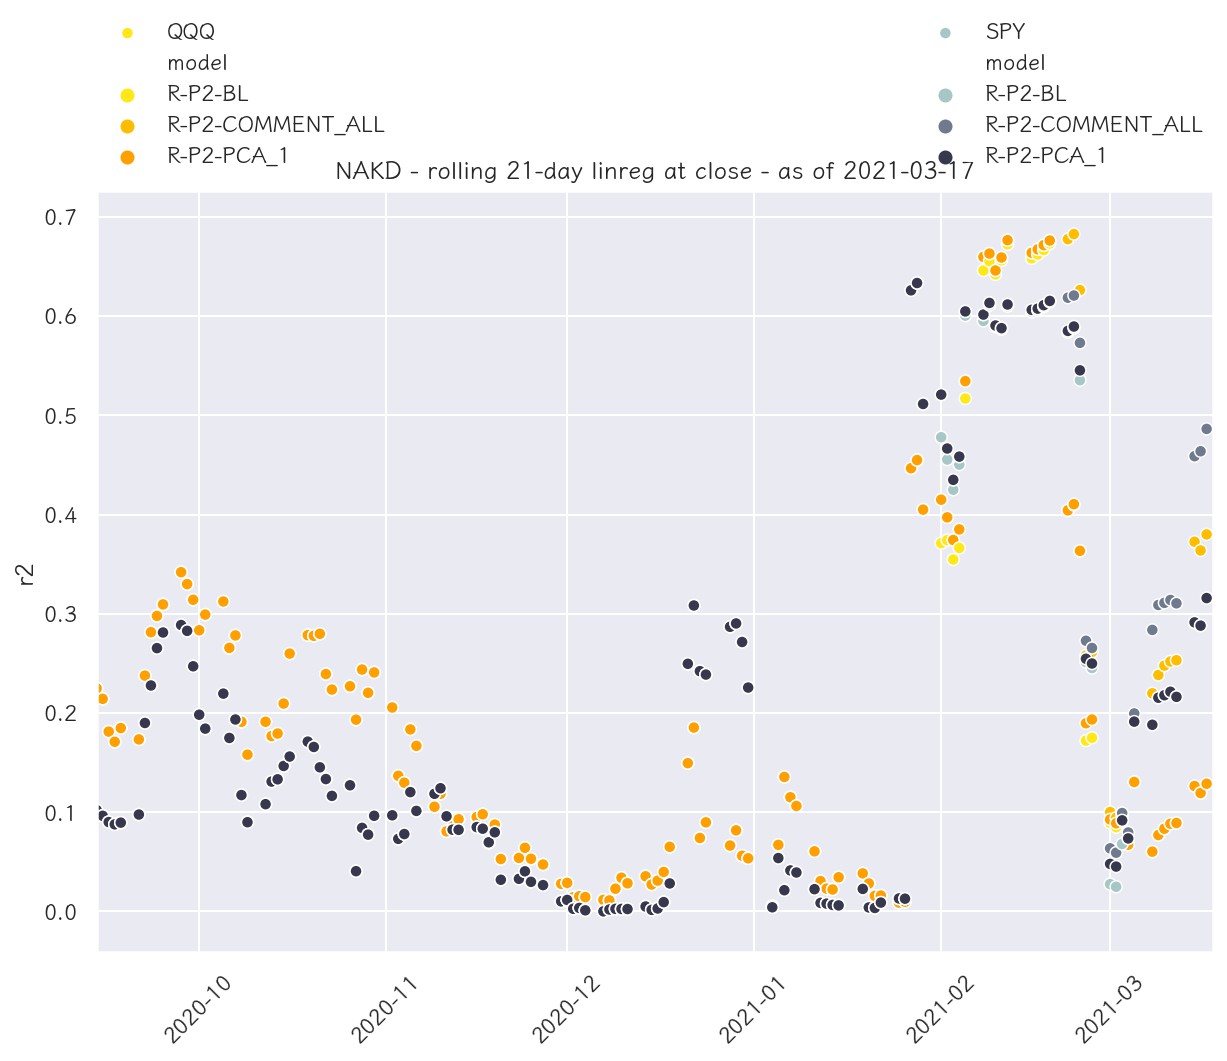 QQQ
model
R-P2-BL
R-P2-COMMENT_ALL
R-P2-PCA_1
SPY
model
R-P2-BL
R-P2-COMMENT_ALL
R-P2-PCA_1
NAKD - rolling 21-day linreg at close - as of 2021-03-17
0.7
0.6
0.5
0.4
0.3
0.2
0.1
0.0
r2
2020-10
2020-11
2020-12
2021-01
2021-02
2021-03